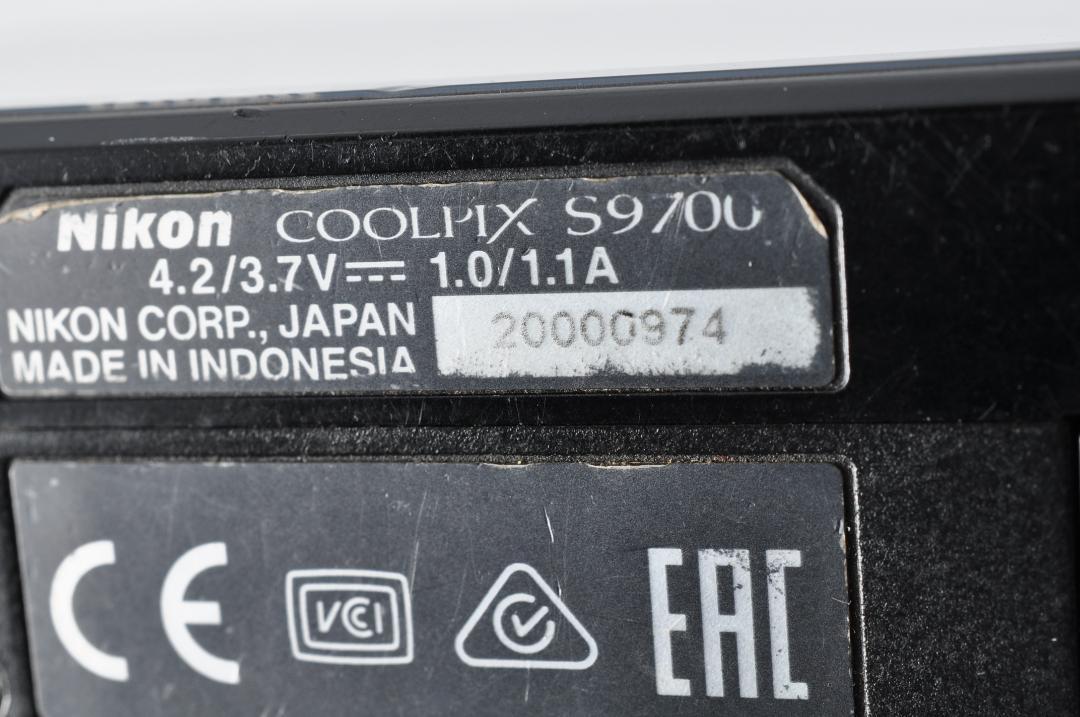 Nikon COOLPIX S9700
4.2/3.7V⎓ 1.0/1.1A
NIKON CORP., JAPAN
MADE IN INDONESIA
20000974
CE VCI EAC